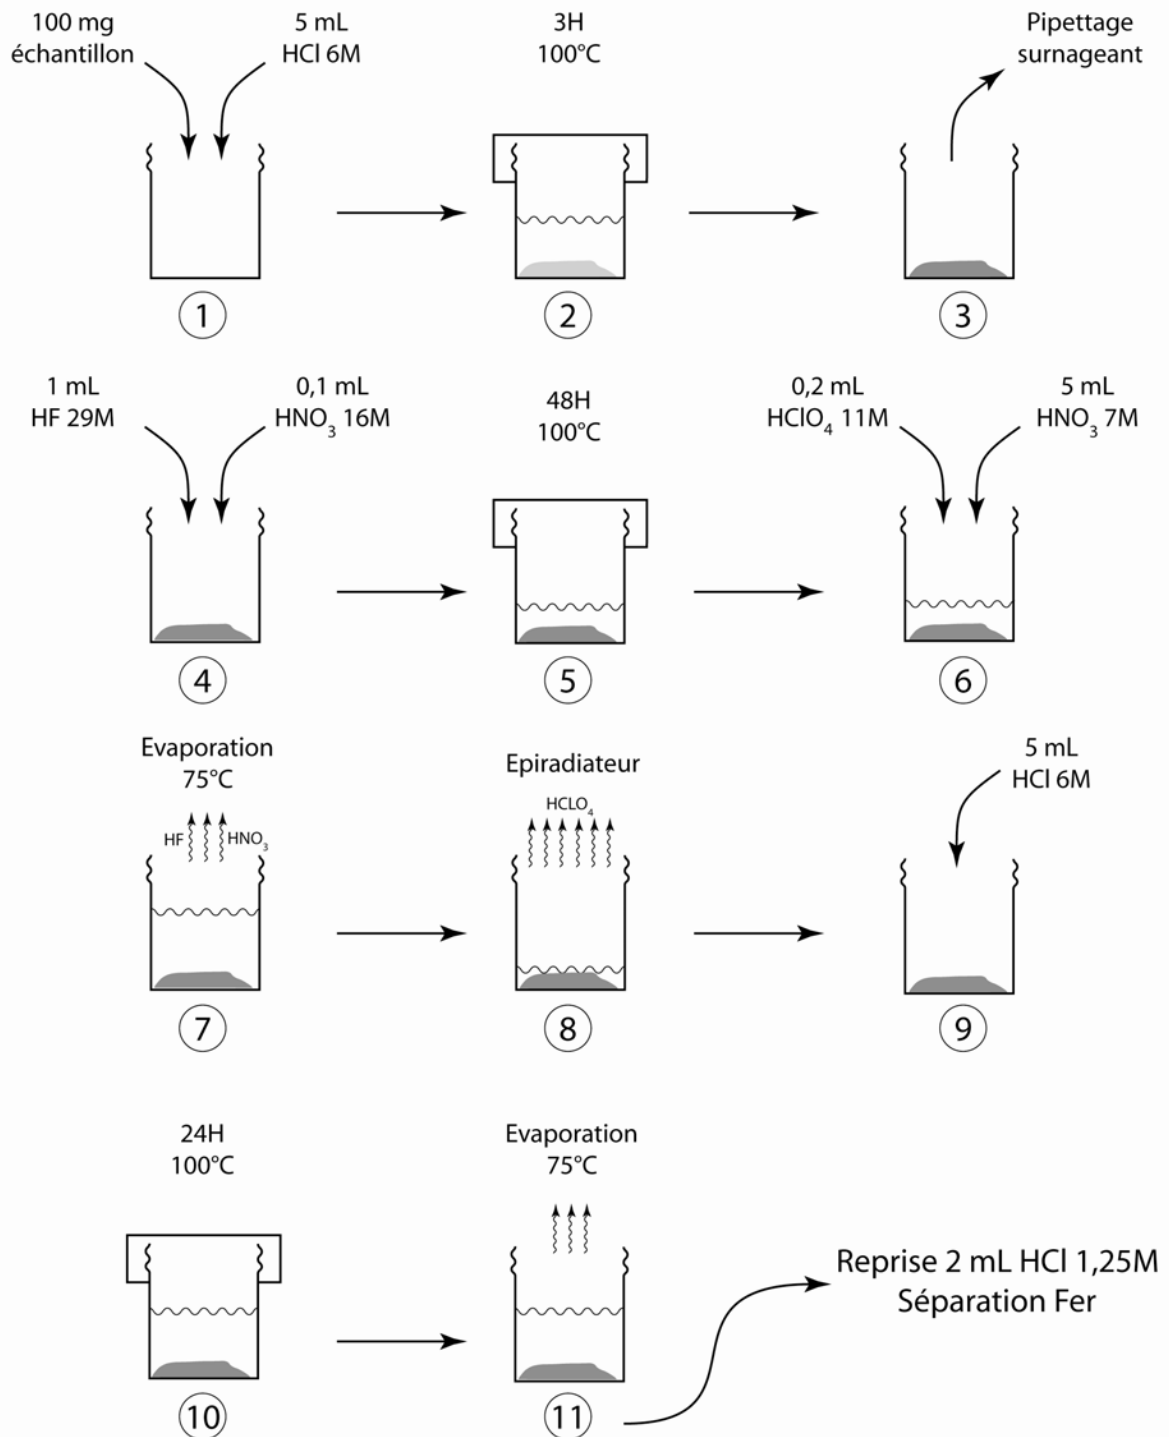 100 mg
échantillon
5 mL
HCl 6M
3H
100°C
Pipettage
surnageant
1
2
3
1 mL
HF 29M
0,1 mL
HNO₃ 16M
48H
100°C
0,2 mL
HClO₄ 11M
5 mL
HNO₃ 7M
4
5
6
Evaporation
75°C
HF
HNO₃
Epiradiateur
HCLO₄
5 mL
HCl 6M
7
8
9
24H
100°C
Evaporation
75°C
Reprise 2 mL HCl 1,25M
Séparation Fer
10
11